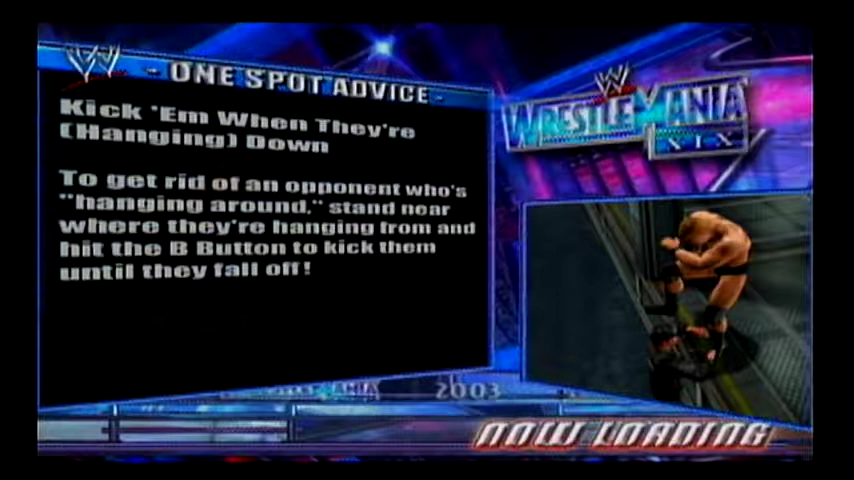 W
- ONE SPOT ADVICE -
Kick 'Em When They're
(Hanging) Down
To get rid of an opponent who's
"hanging around," stand near
where they're hanging from and
hit the B Button to kick them
until they fall off!
W
WRESTLEMANIA
XIX
2003
NOW LOADING